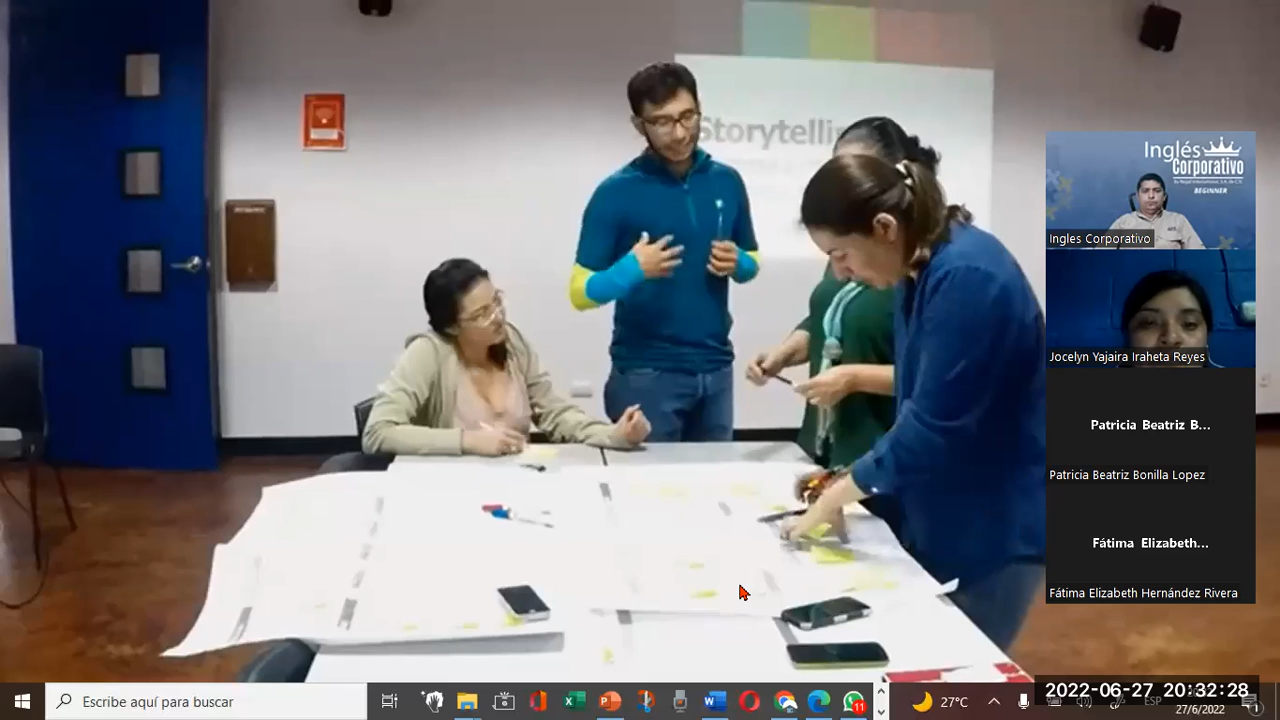 Storytelli
Inglés
Corporativo
BEGINNER
Ingles Corporativo
Jocelyn Yajaira Iraheta Reyes
Patricia Beatriz B...
Patricia Beatriz Bonilla Lopez
Fátima Elizabeth...
Fátima Elizabeth Hernández Rivera
Escribe aquí para buscar
11
27°C
ESP
2022-06-27 20:32:28
27/6/2022